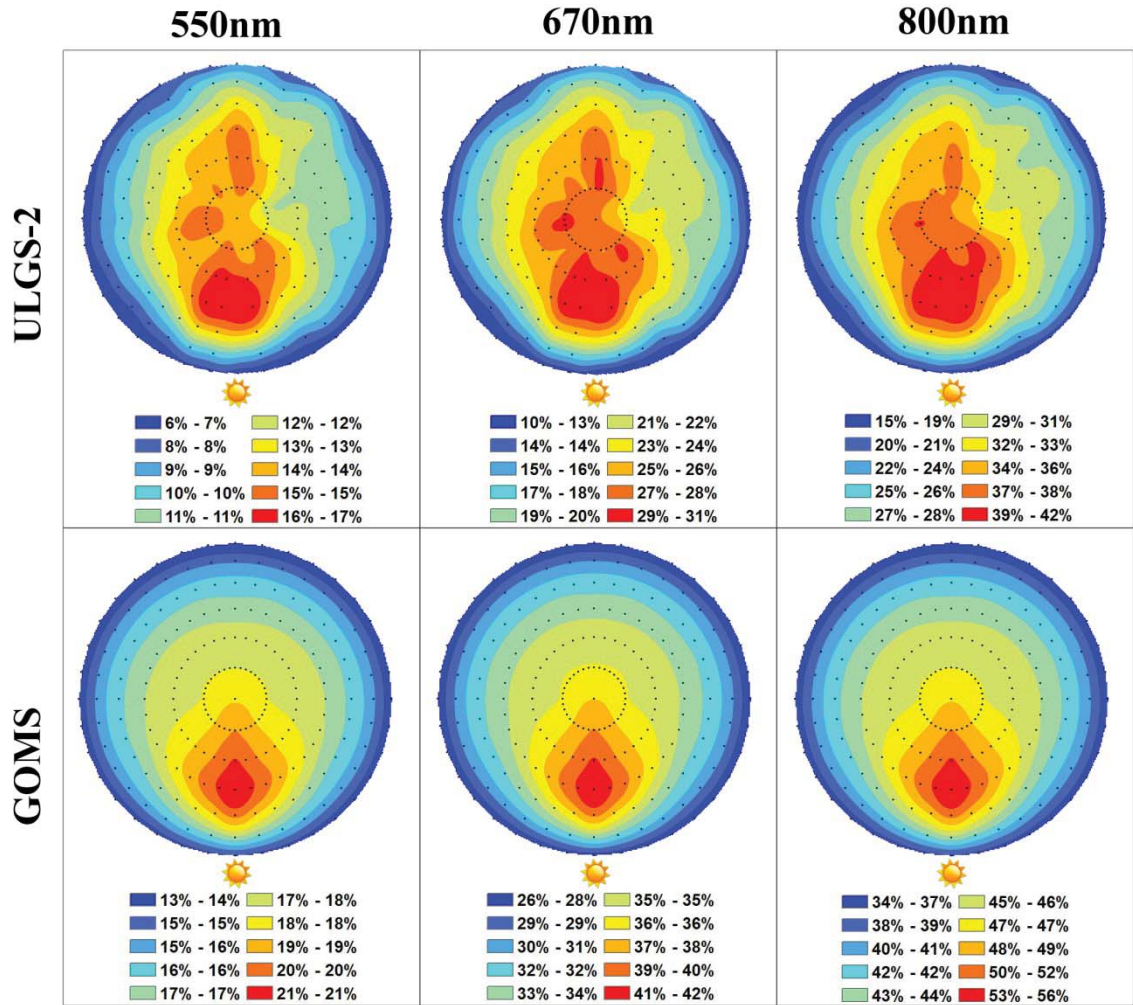 550nm 670nm 800nm
ULGS-2
6% - 7% 12% - 12%
8% - 8% 13% - 13%
9% - 9% 14% - 14%
10% - 10% 15% - 15%
11% - 11% 16% - 17%
10% - 13% 21% - 22%
14% - 14% 23% - 24%
15% - 16% 25% - 26%
17% - 18% 27% - 28%
19% - 20% 29% - 31%
15% - 19% 29% - 31%
20% - 21% 32% - 33%
22% - 24% 34% - 36%
25% - 26% 37% - 38%
27% - 28% 39% - 42%
GOMS
13% - 14% 17% - 18%
15% - 15% 18% - 18%
15% - 16% 19% - 19%
16% - 16% 20% - 20%
17% - 17% 21% - 21%
26% - 28% 35% - 35%
29% - 29% 36% - 36%
30% - 31% 37% - 38%
32% - 32% 39% - 40%
33% - 34% 41% - 42%
34% - 37% 45% - 46%
38% - 39% 47% - 47%
40% - 41% 48% - 49%
42% - 42% 50% - 52%
43% - 44% 53% - 56%